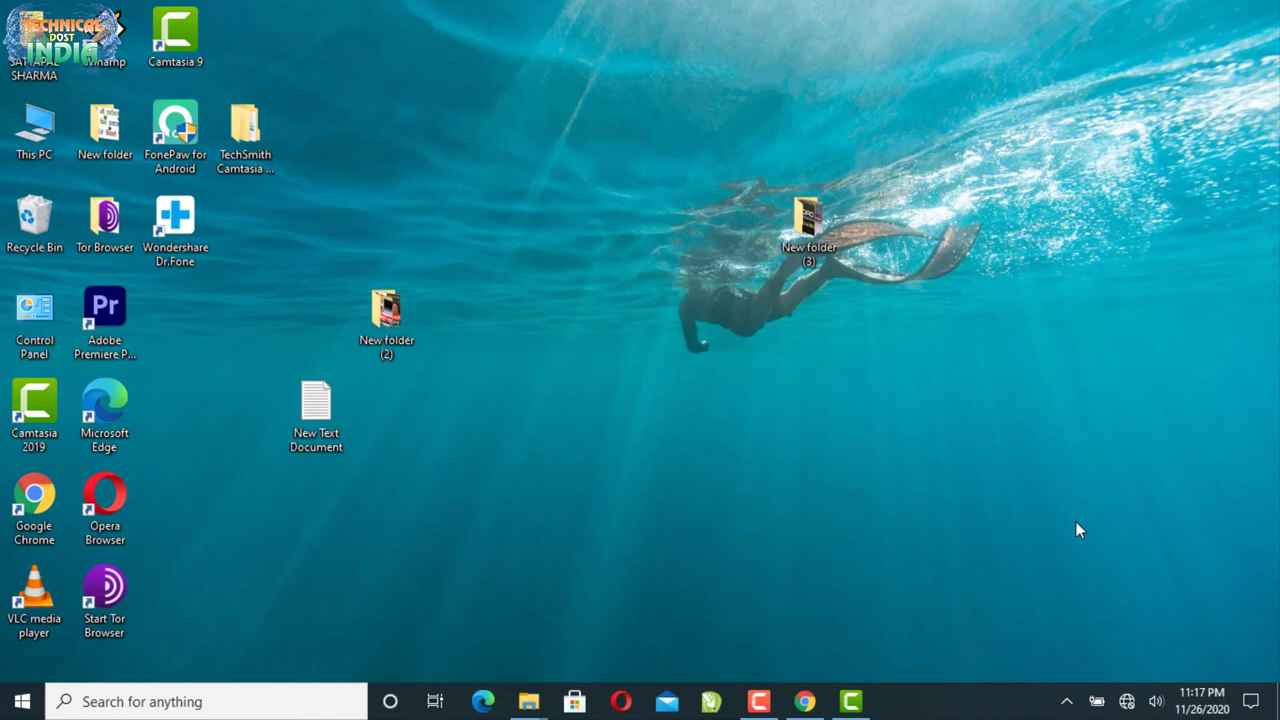 TECHNICAL
DOST
INDIA
SHARMA
Camtasia 9
This PC
New folder
FonePaw for
Android
TechSmith
Camtasia ...
Recycle Bin
Tor Browser
Wondershare
Dr.Fone
New folder
(3)
Control
Panel
Pr
Adobe
Premiere P...
New folder
(2)
Camtasia
2019
Microsoft
Edge
New Text
Document
Google
Chrome
Opera
Browser
VLC media
player
Start Tor
Browser
Search for anything
11:17 PM
11/26/2020